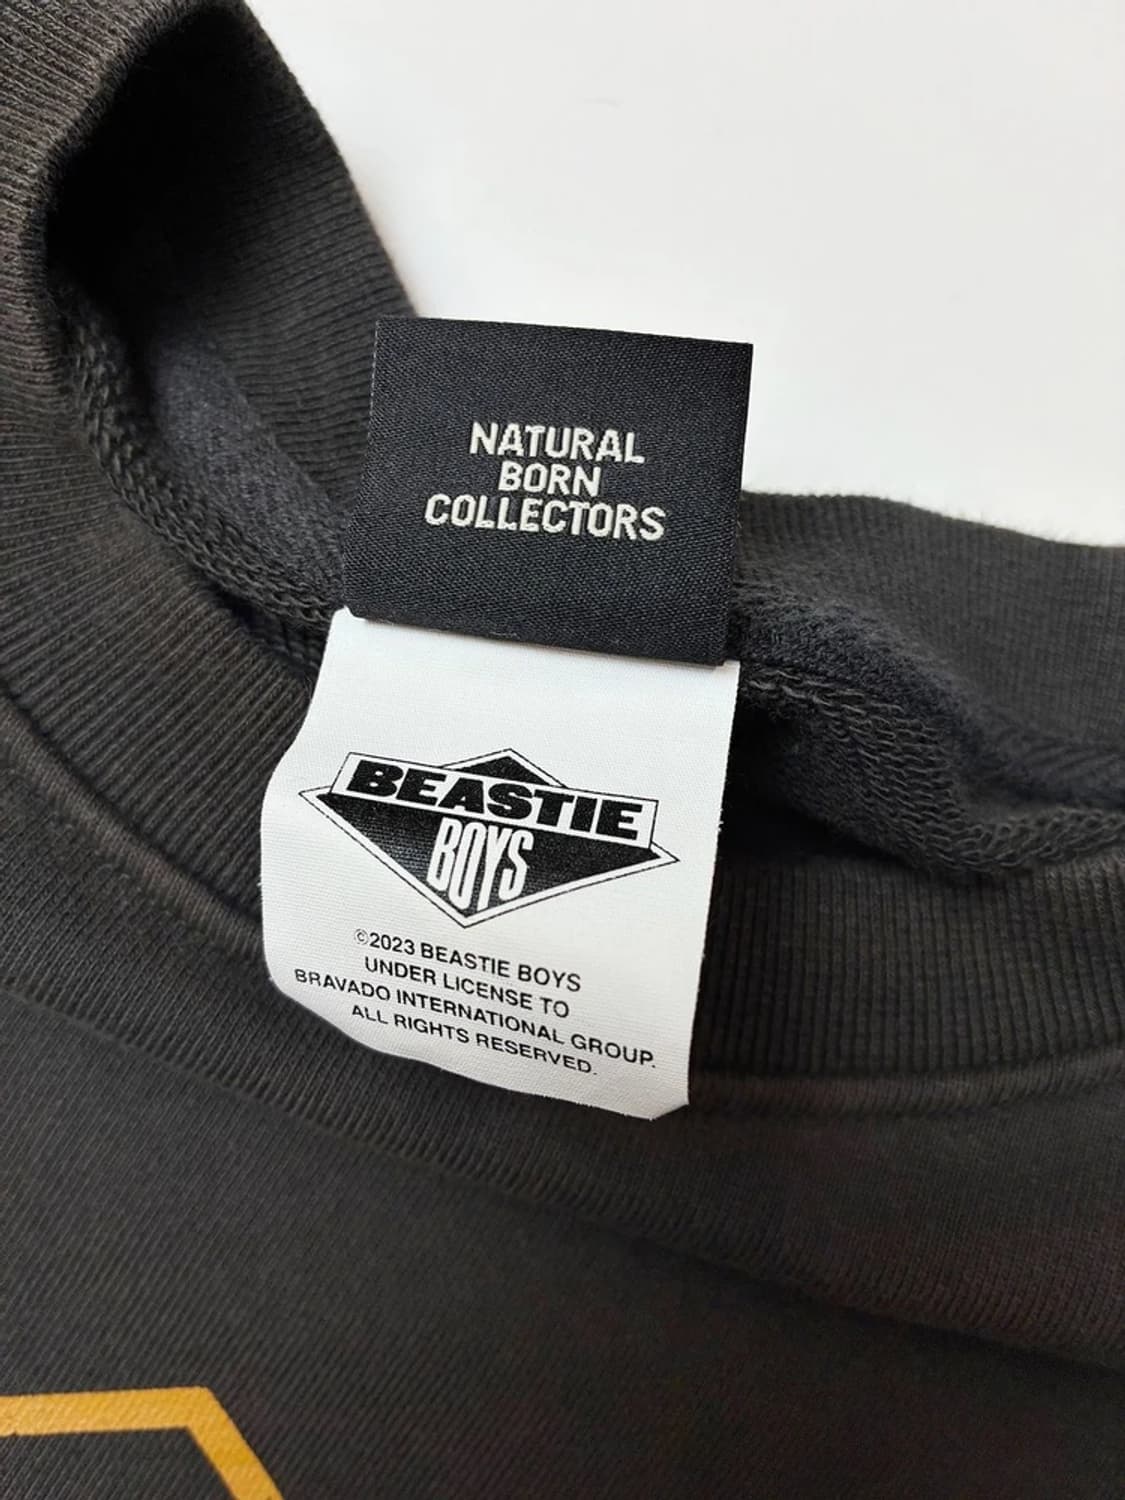 NATURAL
BORN
COLLECTORS
BEASTIE
BOYS
©2023 BEASTIE BOYS
UNDER LICENSE TO
BRAVADO INTERNATIONAL GROUP.
ALL RIGHTS RESERVED.